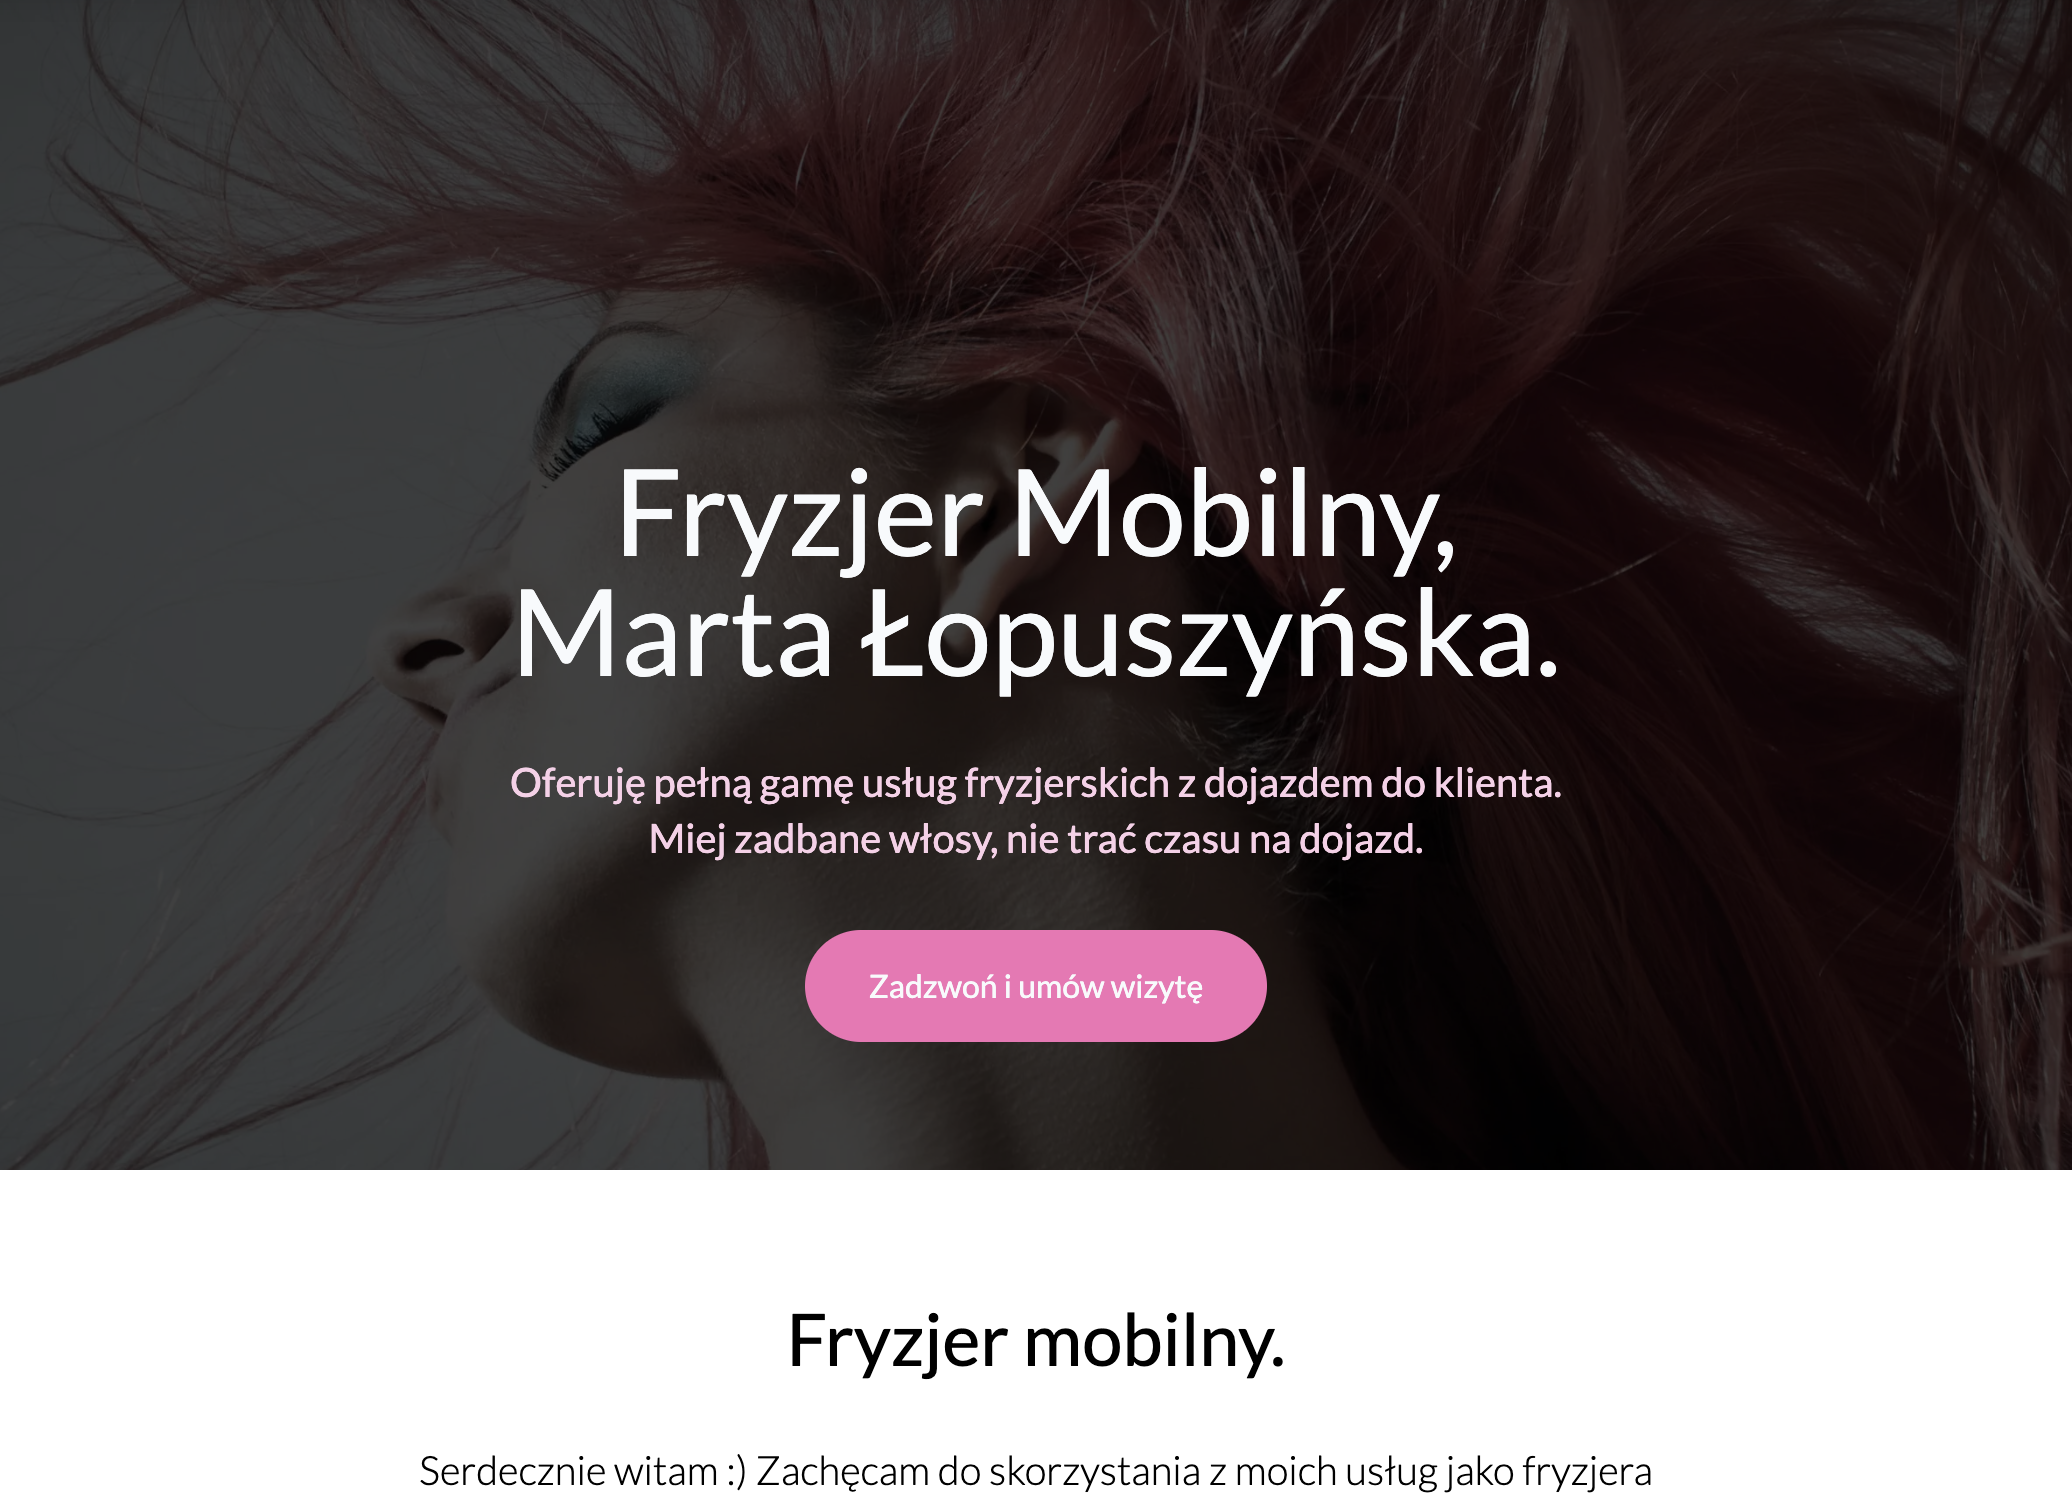 Fryzjer Mobilny,
Marta Łopuszyńska.
Oferuję pełną gamę usług fryzjerskich z dojazdem do klienta.
Miej zadbane włosy, nie trać czasu na dojazd.
Zadzwoń i umów wizytę
Fryzjer mobilny.
Serdecznie witam :) Zachęcam do skorzystania z moich usług jako fryzjera